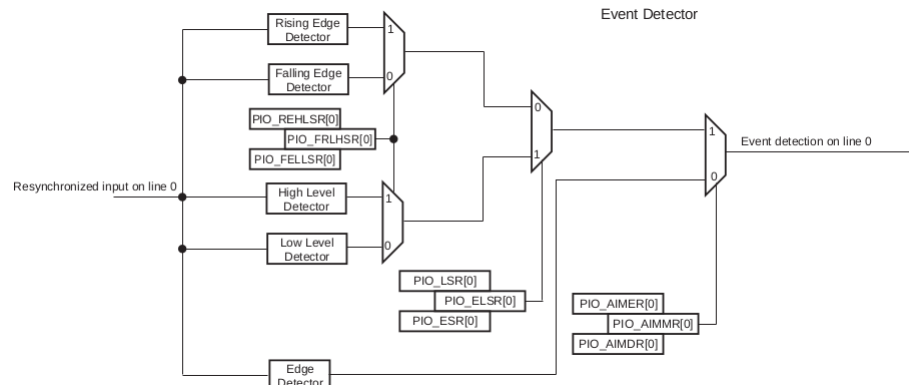 Event Detector
Rising Edge
Detector
1
Falling Edge
Detector
0
PIO_REHLSR[0]
PIO_FRLHSR[0]
PIO_FELLSR[0]
0
1
1
Event detection on line 0
0
Resynchronized input on line 0
High Level
Detector
1
Low Level
Detector
0
PIO_LSR[0]
PIO_ELSR[0]
PIO_ESR[0]
PIO_AIMER[0]
PIO_AIMMR[0]
PIO_AIMDR[0]
Edge
Detector